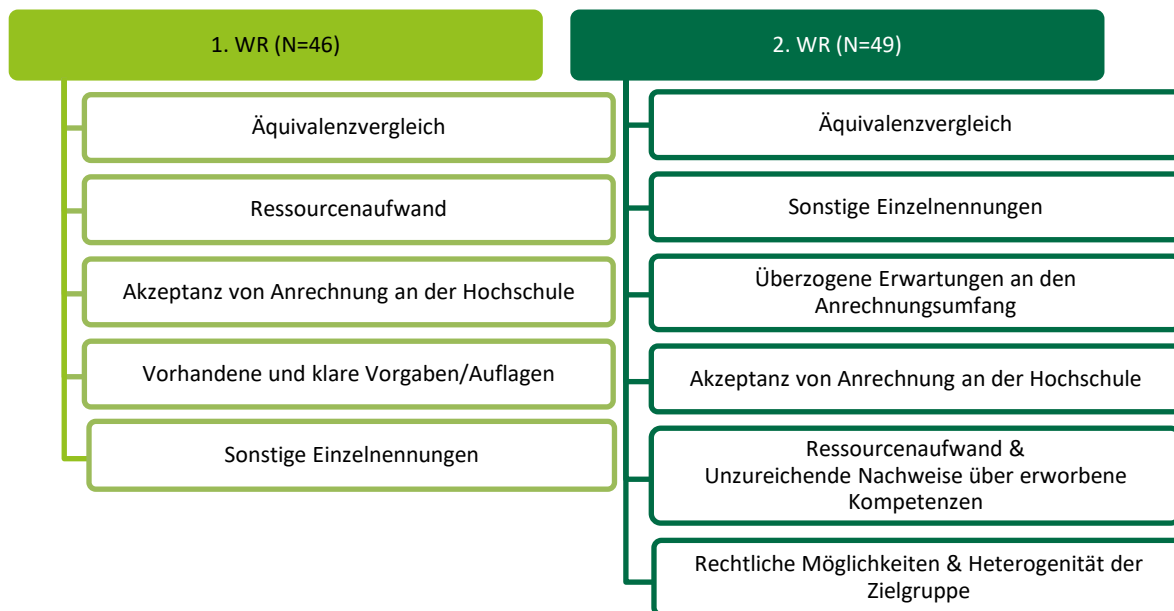 1. WR (N=46)
Äquivalenzvergleich
Ressourcenaufwand
Akzeptanz von Anrechnung an der Hochschule
Vorhandene und klare Vorgaben/Auflagen
Sonstige Einzelnennungen
2. WR (N=49)
Äquivalenzvergleich
Sonstige Einzelnennungen
Überzogene Erwartungen an den
Anrechnungsumfang
Akzeptanz von Anrechnung an der Hochschule
Ressourcenaufwand &
Unzureichende Nachweise über erworbene
Kompetenzen
Rechtliche Möglichkeiten & Heterogenität der
Zielgruppe